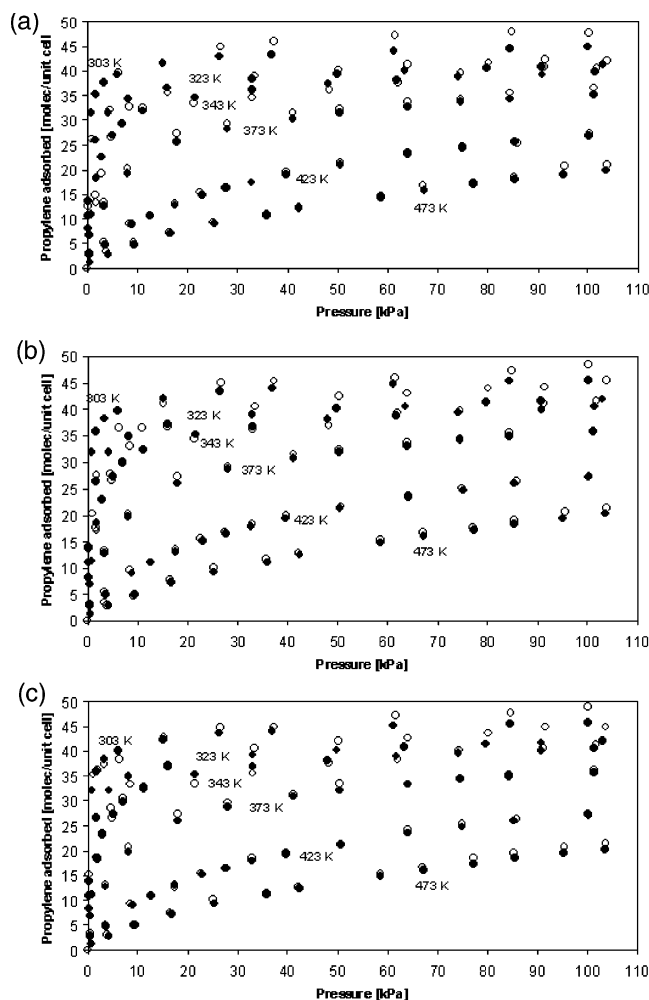 (a)
Propylene adsorbed [molec/unit cell]
50
45
40
35
30
25
20
15
10
5
0
303 K
323 K
343 K
373 K
423 K
473 K
0 10 20 30 40 50 60 70 80 90 100 110
Pressure [kPa]
(b)
Propylene adsorbed [molec/unit cell]
50
45
40
35
30
25
20
15
10
5
0
303 K
323 K
343 K
373 K
423 K
473 K
0 10 20 30 40 50 60 70 80 90 100 110
Pressure [kPa]
(c)
Propylene adsorbed [molec/unit cell]
50
45
40
35
30
25
20
15
10
5
0
303 K
323 K
343 K
373 K
423 K
473 K
0 10 20 30 40 50 60 70 80 90 100 110
Pressure [kPa]